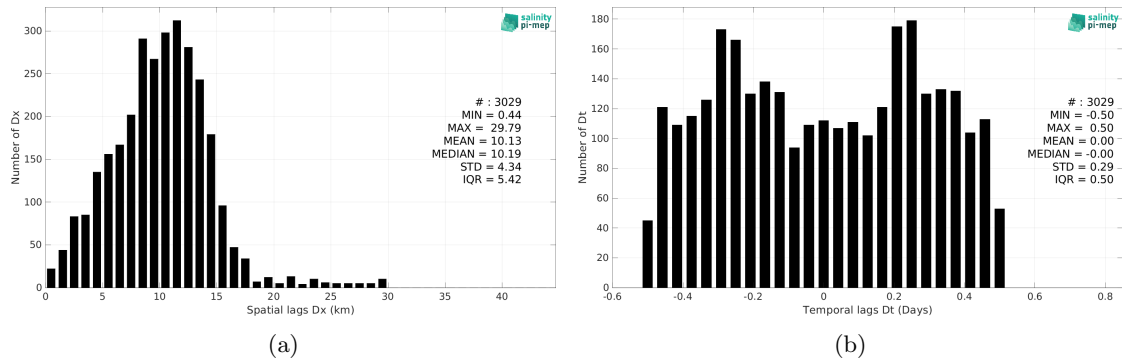 salinity
pi-mep
Number of Dx
300
250
200
150
100
50
0
# : 3029
MIN = 0.44
MAX = 29.79
MEAN = 10.13
MEDIAN = 10.19
STD = 4.34
IQR = 5.42
0 5 10 15 20 25 30 35 40
Spatial lags Dx (km)
(a)
salinity
pi-mep
Number of Dt
180
160
140
120
100
80
60
40
20
0
# : 3029
MIN = -0.50
MAX = 0.50
MEAN = 0.00
MEDIAN = -0.00
STD = 0.29
IQR = 0.50
-0.6 -0.4 -0.2 0 0.2 0.4 0.6 0.8
Temporal lags Dt (Days)
(b)